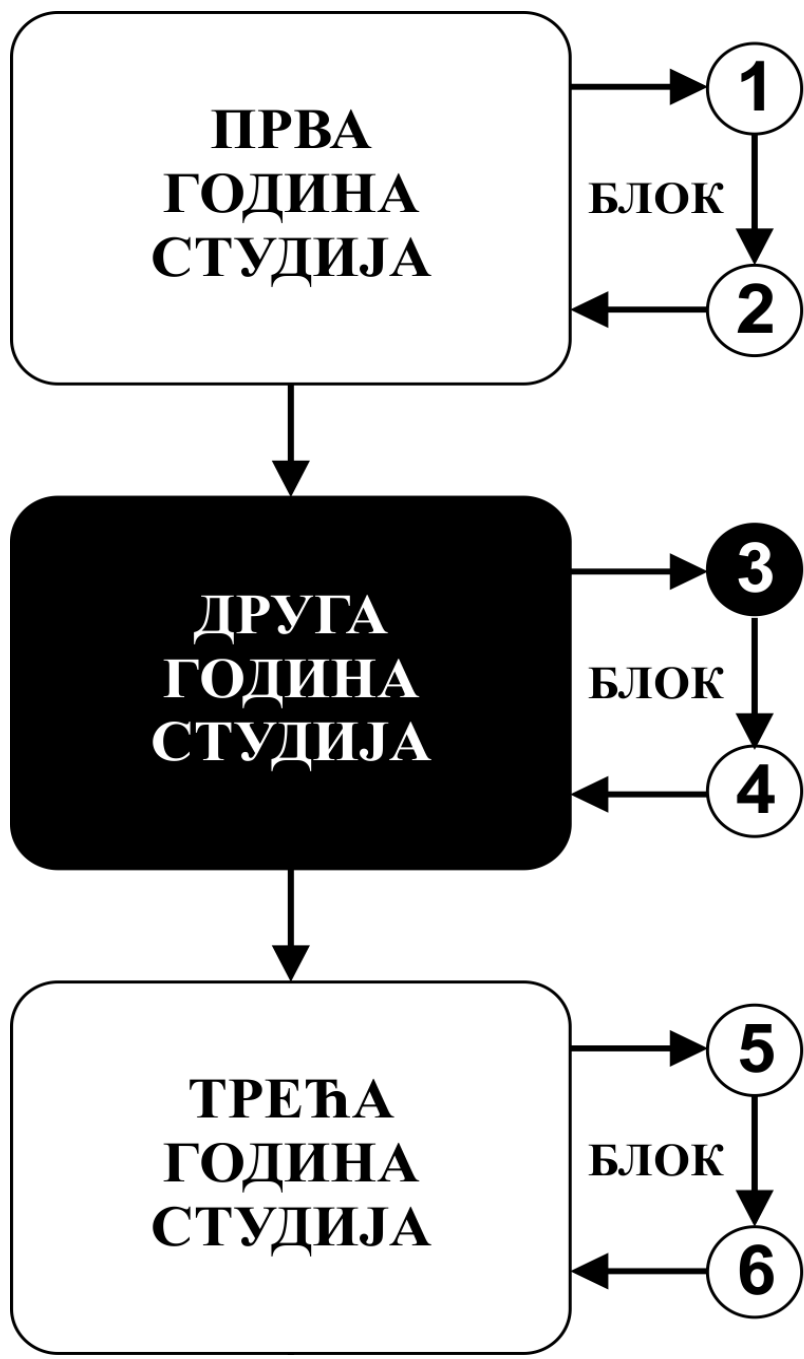 ПРВА
ГОДИНА
СТУДИЈА
1
БЛОК
2
ДРУГА
ГОДИНА
СТУДИЈА
3
БЛОК
4
ТРЕЋА
ГОДИНА
СТУДИЈА
5
БЛОК
6